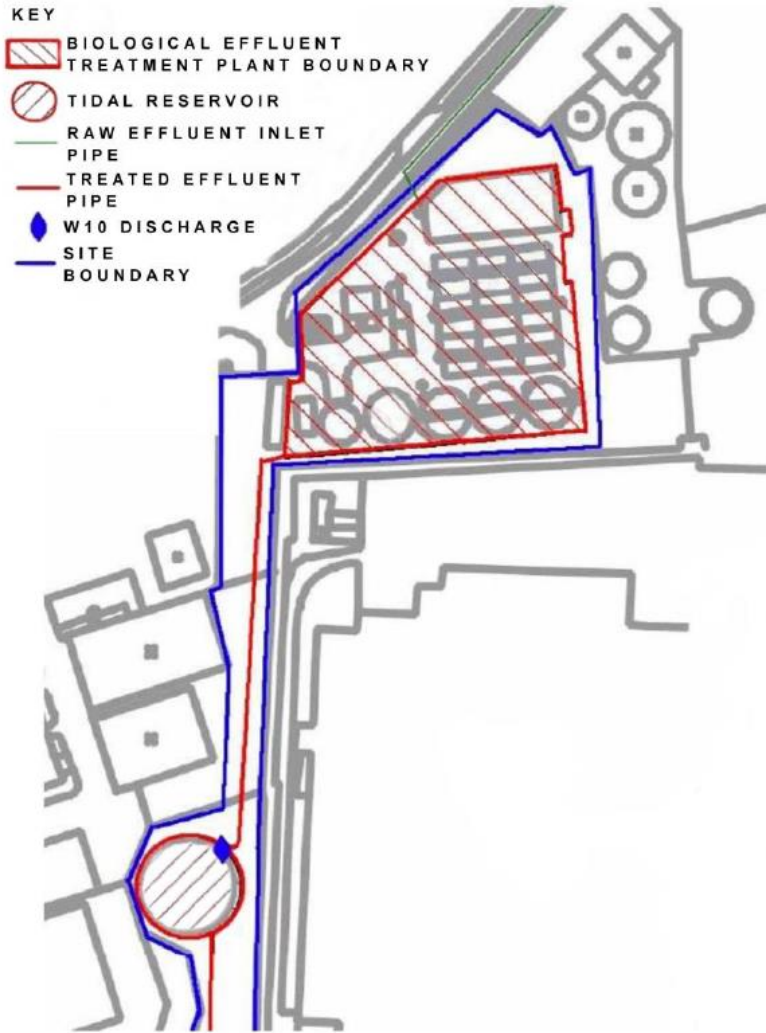 KEY
BIOLOGICAL EFFLUENT
TREATMENT PLANT BOUNDARY
TIDAL RESERVOIR
RAW EFFLUENT INLET
PIPE
TREATED EFFLUENT
PIPE
W10 DISCHARGE
SITE
BOUNDARY